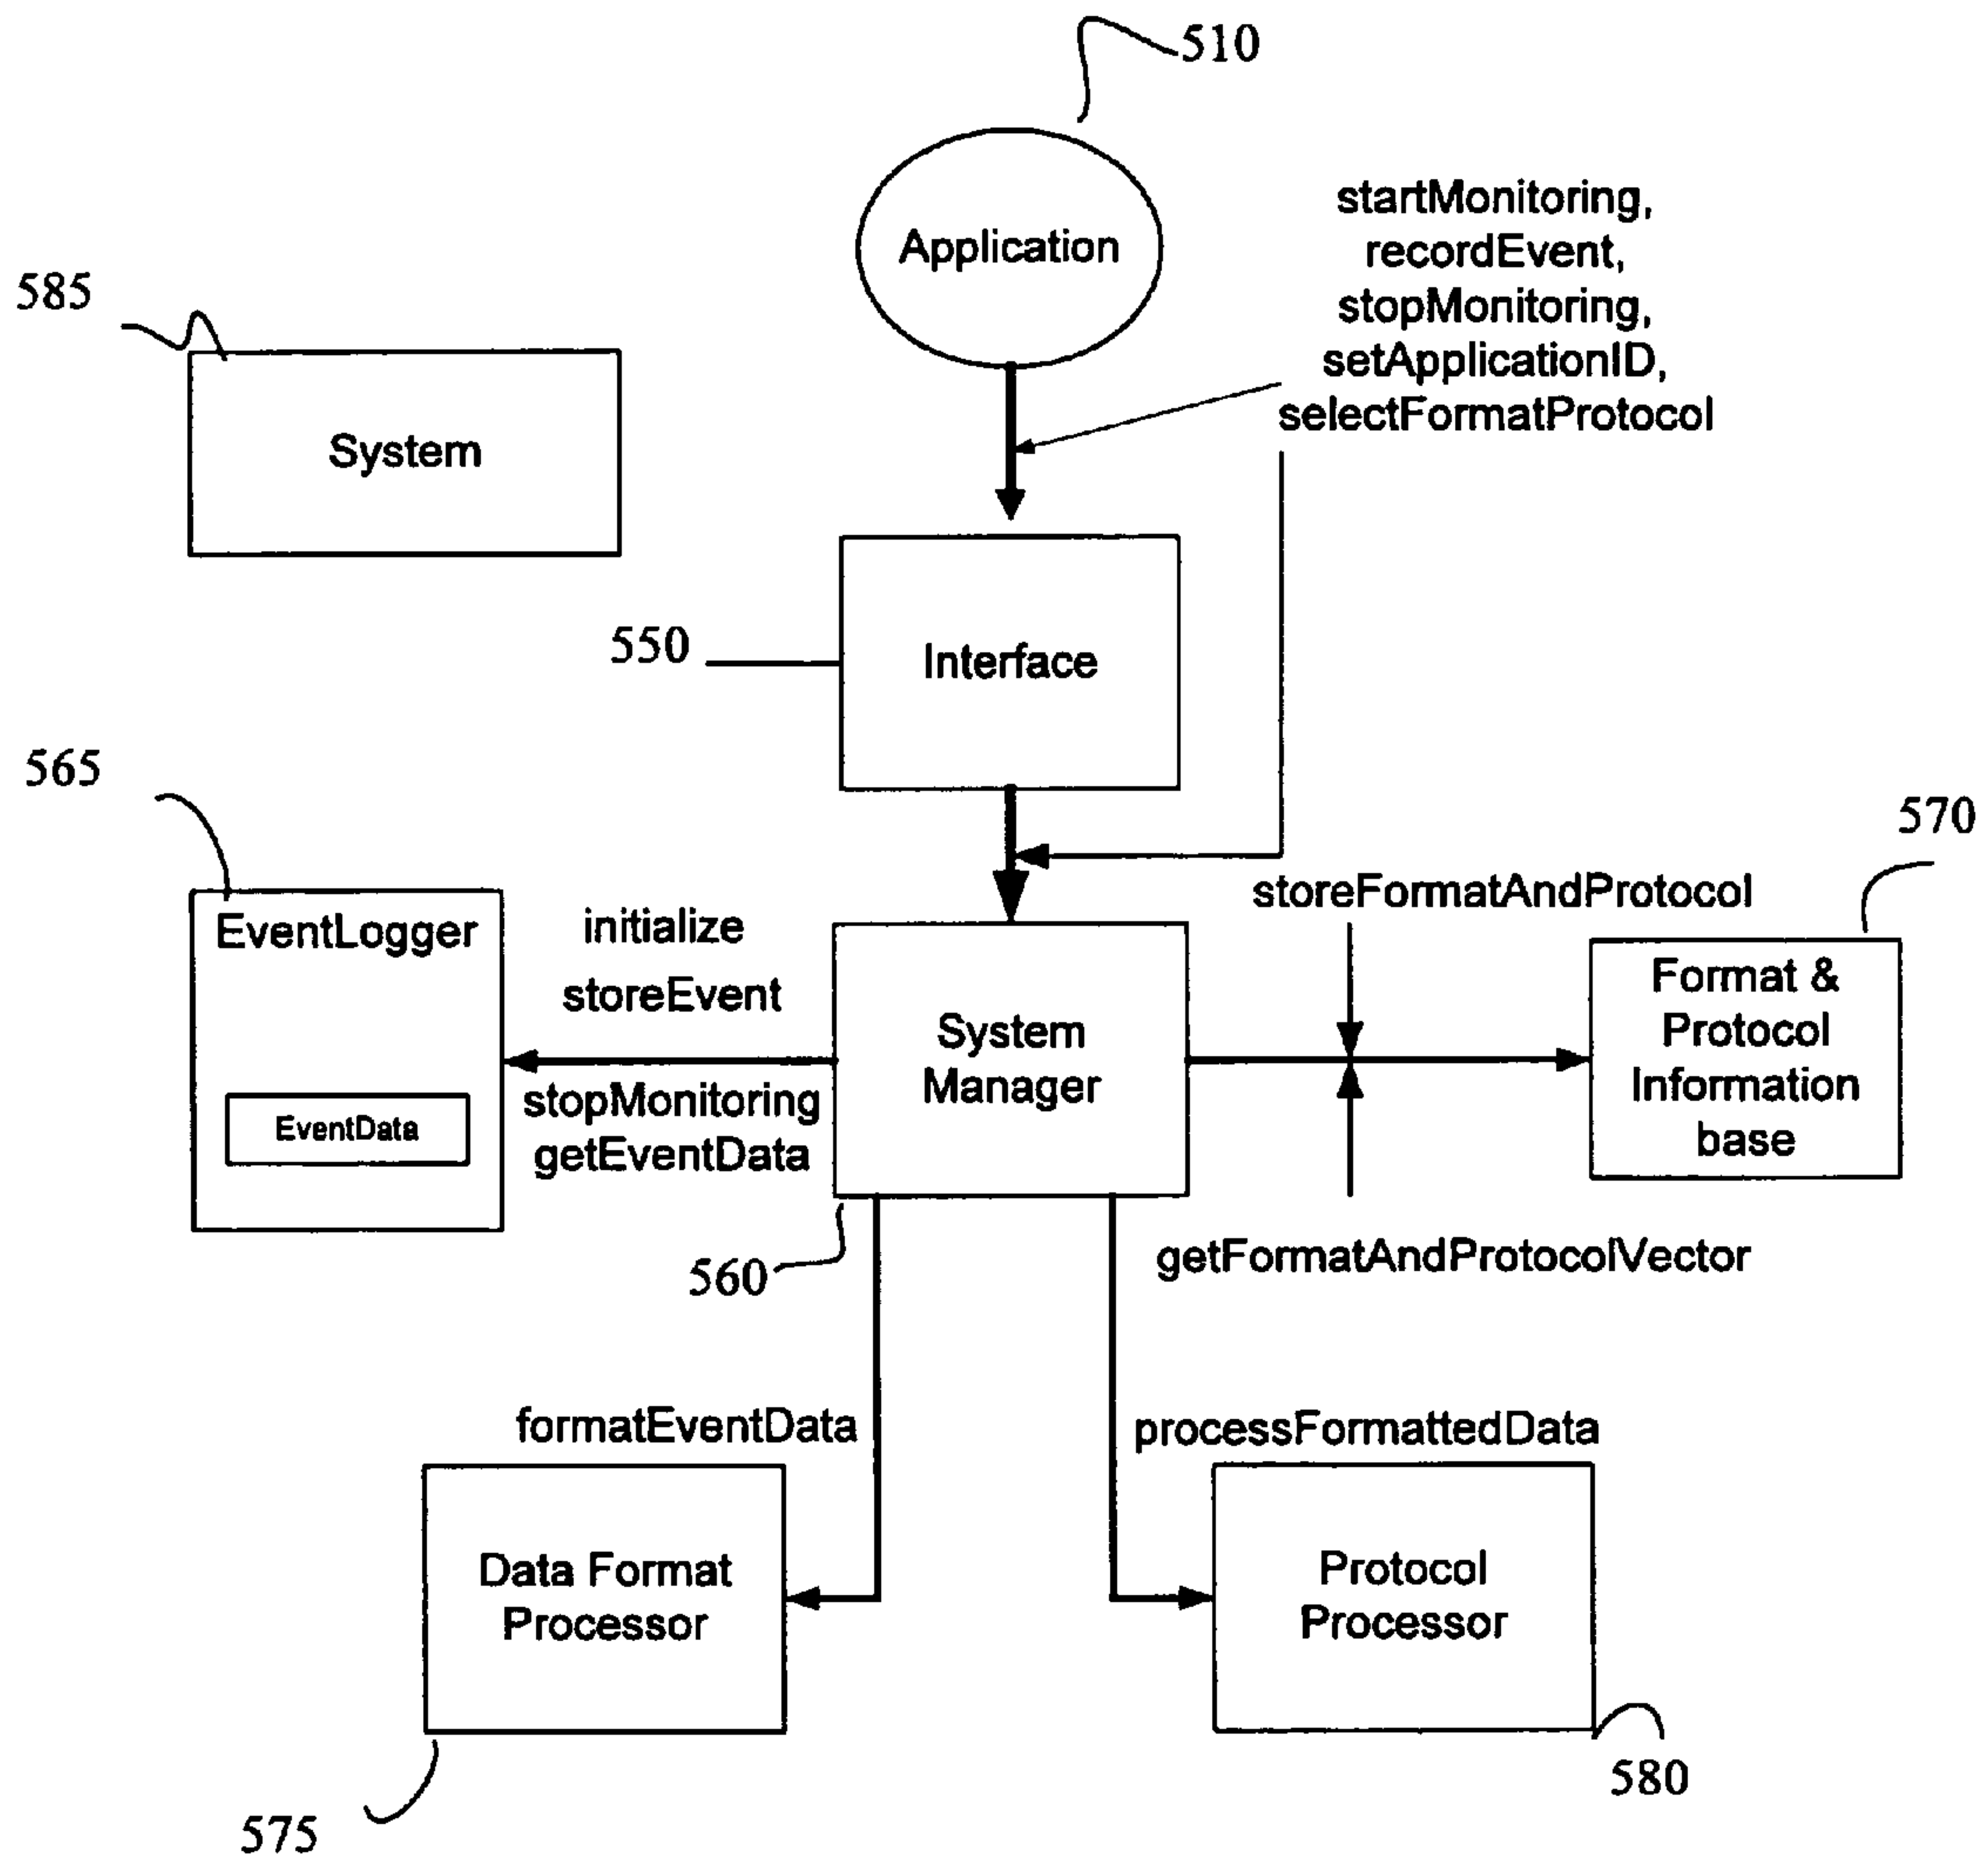 510
Application
startMonitoring,
recordEvent,
stopMonitoring,
setApplicationID,
selectFormatProtocol
585
System
550
Interface
565
EventLogger
EventData
initialize
storeEvent
stopMonitoring
getEventData
System
Manager
560
storeFormatAndProtocol
getFormatAndProtocolVector
570
Format &
Protocol
Information
base
formatEventData
Data Format
Processor
575
processFormattedData
Protocol
Processor
580